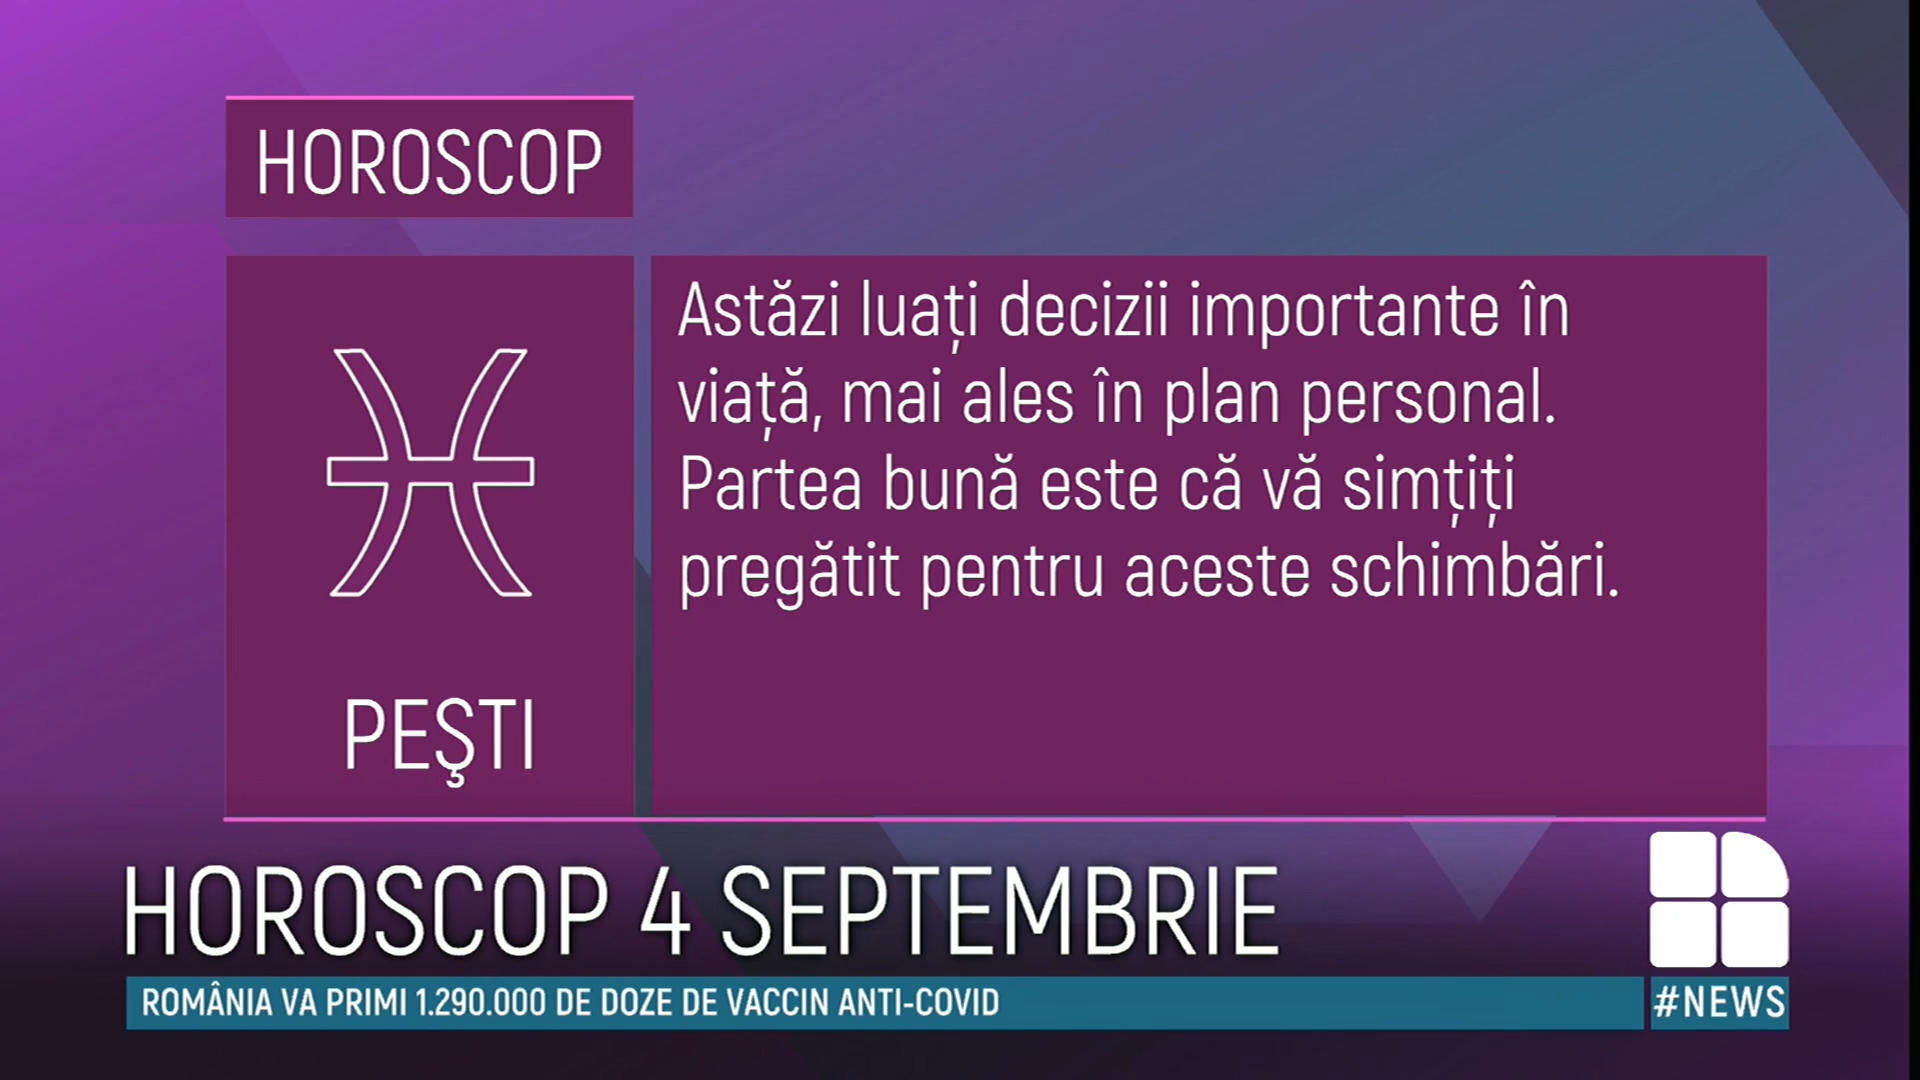 HOROSCOP
Astăzi luați decizii importante în
viață, mai ales în plan personal.
Partea bună este că vă simțiți
pregătit pentru aceste schimbări.
PEŞTI
HOROSCOP 4 SEPTEMBRIE
ROMÂNIA VA PRIMI 1.290.000 DE DOZE DE VACCIN ANTI-COVID
#NEWS